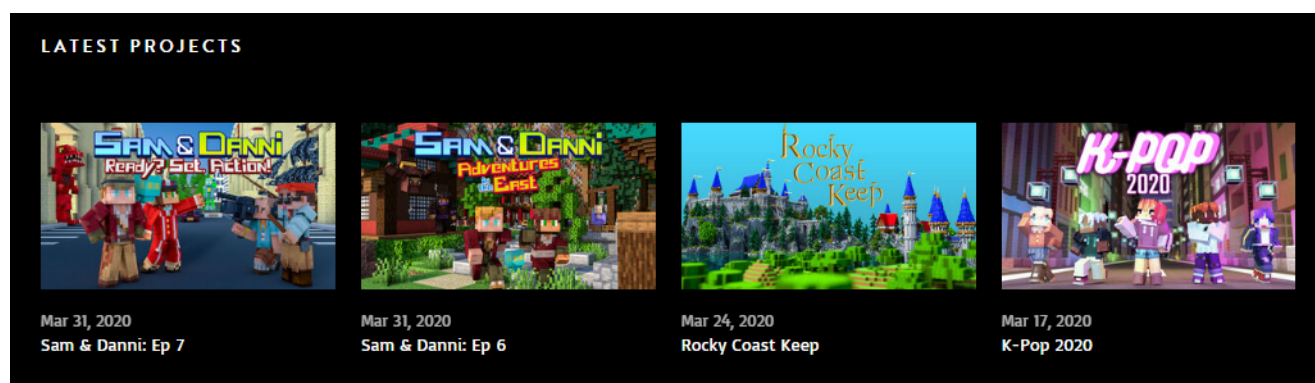 LATEST PROJECTS
SAM & DANNI
Ready? Set, Action!
SAM & DANNI
Adventures
in the
East
Rocky
Coast
Keep
K-POP
2020
Mar 31, 2020
Sam & Danni: Ep 7
Mar 31, 2020
Sam & Danni: Ep 6
Mar 24, 2020
Rocky Coast Keep
Mar 17, 2020
K-Pop 2020